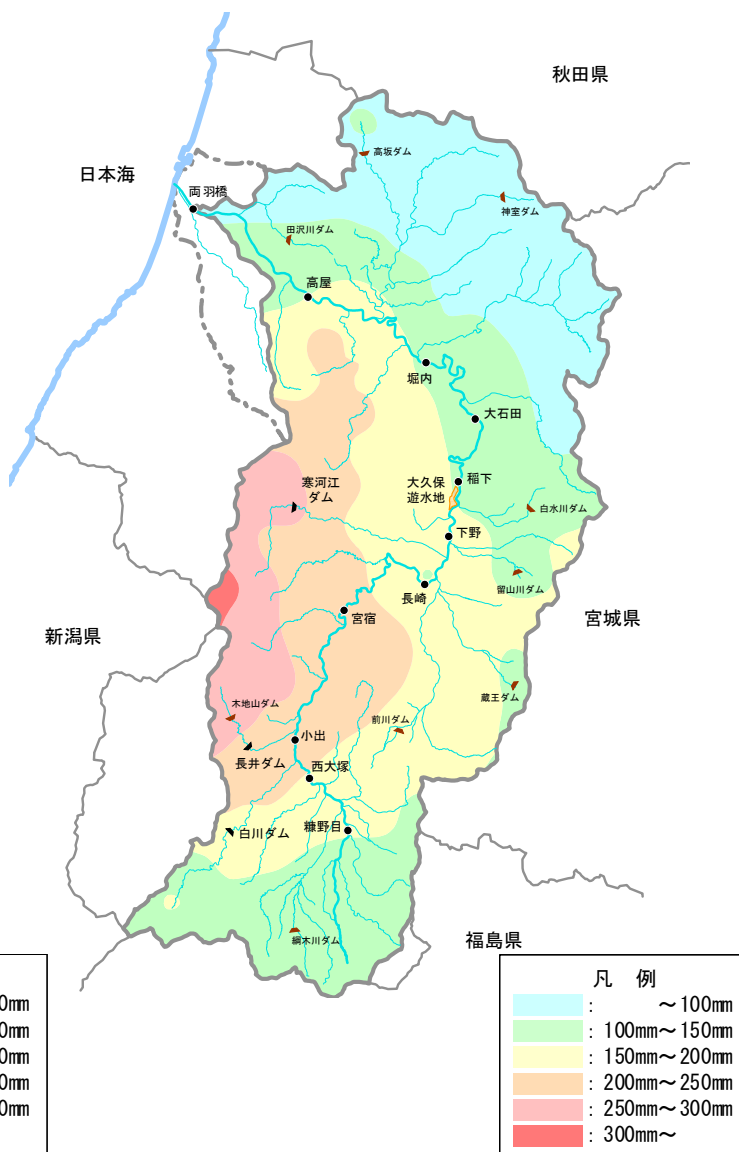 秋田県
高坂ダム
日本海
両羽橋
神室ダム
田沢川ダム
高屋
堀内
大石田
寒河江
ダム
大久保
遊水地
稲下
白水川ダム
下野
留山川ダム
長崎
宮宿
宮城県
新潟県
蔵王ダム
木地山ダム
前川ダム
小出
長井ダム
西大塚
白川ダム
糠野目
綱木川ダム
福島県
0mm
0mm
0mm
0mm
0mm
凡 例
: ～100mm
: 100mm～150mm
: 150mm～200mm
: 200mm～250mm
: 250mm～300mm
: 300mm～